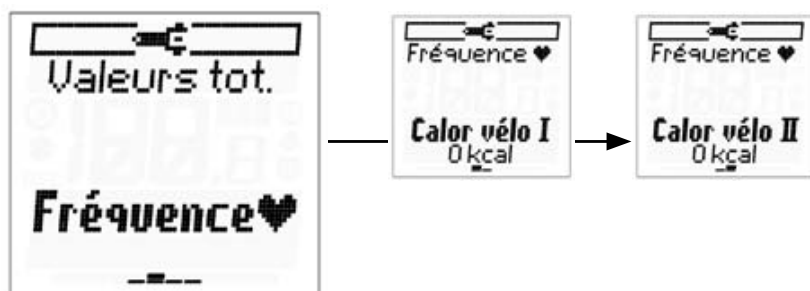 Valeurs tot.
Fréquence♥
Fréquence ♥
Calor vélo I
0 kcal
Fréquence ♥
Calor vélo II
0 kcal